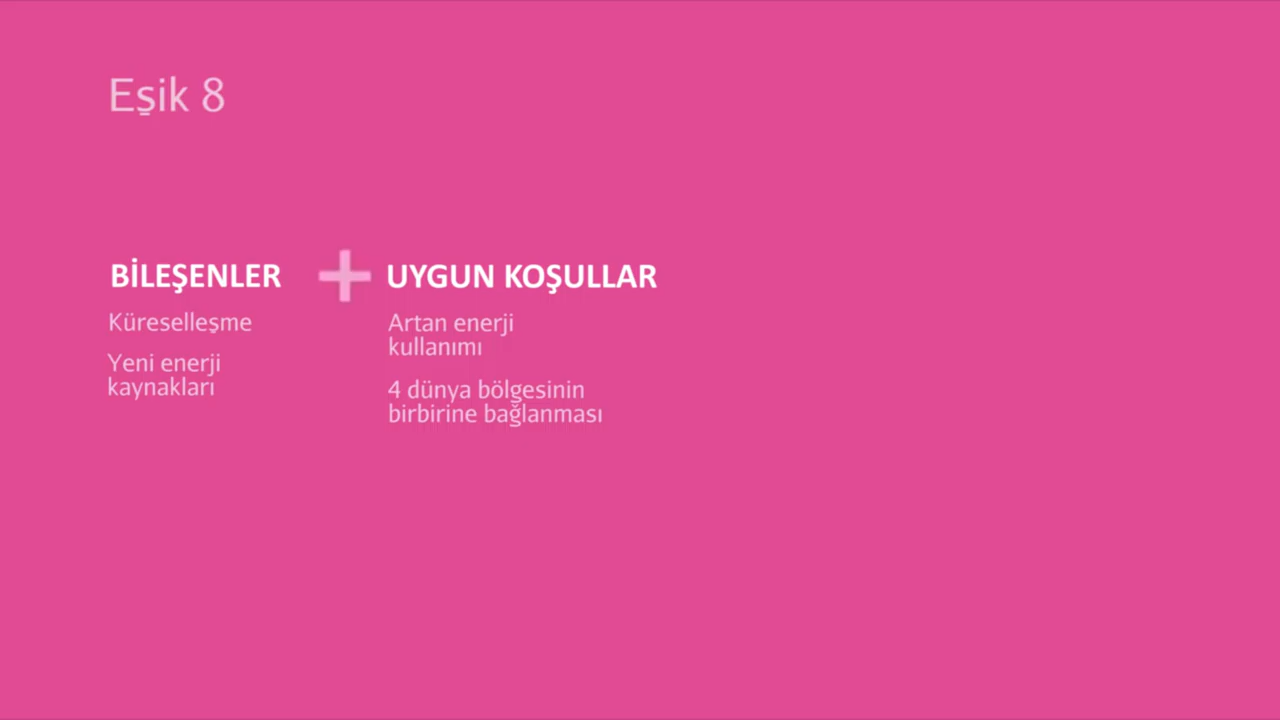 Eşik 8
BİLEŞENLER + UYGUN KOŞULLAR
Küreselleşme
Yeni enerji
kaynakları
Artan enerji
kullanımı
4 dünya bölgesinin
birbirine bağlanması